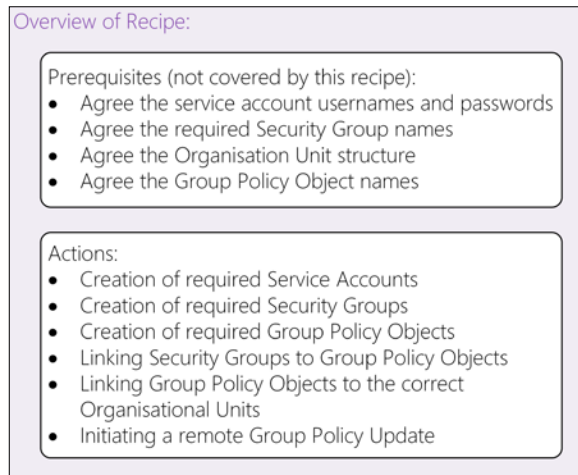 Overview of Recipe:
Prerequisites (not covered by this recipe):
• Agree the service account usernames and passwords
• Agree the required Security Group names
• Agree the Organisation Unit structure
• Agree the Group Policy Object names
Actions:
• Creation of required Service Accounts
• Creation of required Security Groups
• Creation of required Group Policy Objects
• Linking Security Groups to Group Policy Objects
• Linking Group Policy Objects to the correct
Organisational Units
• Initiating a remote Group Policy Update